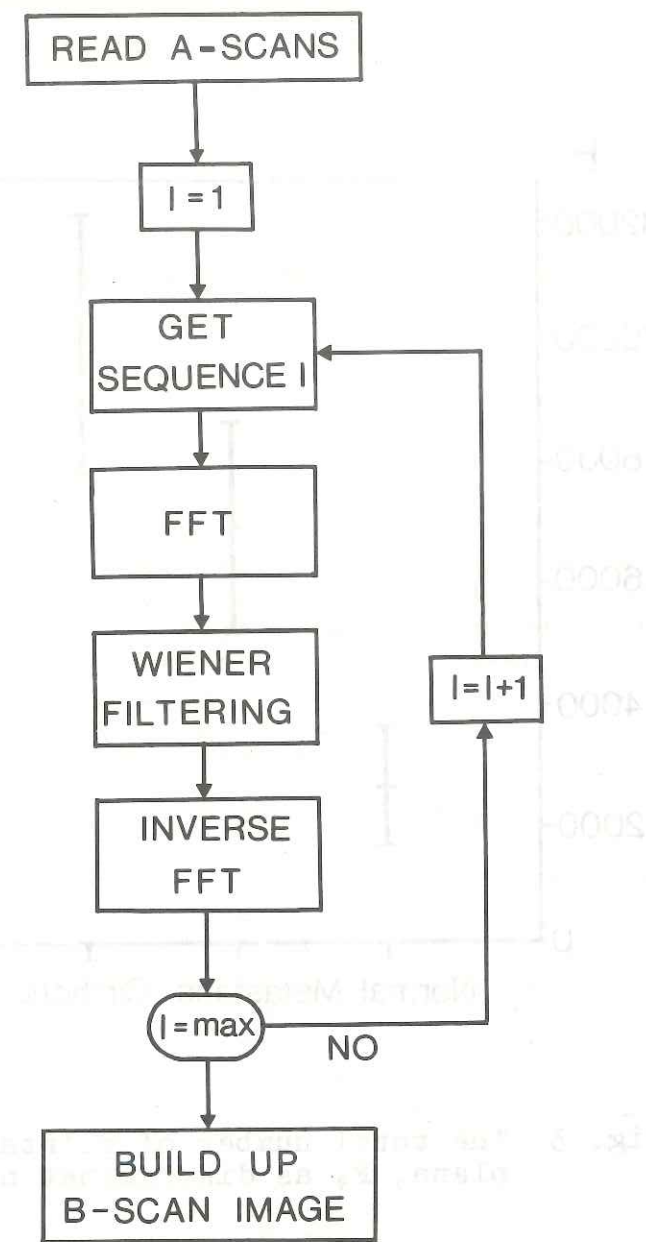 READ A-SCANS
I = 1
GET
SEQUENCE I
FFT
WIENER
FILTERING
I=I+1
INVERSE
FFT
I = max
NO
BUILD UP
B-SCAN IMAGE